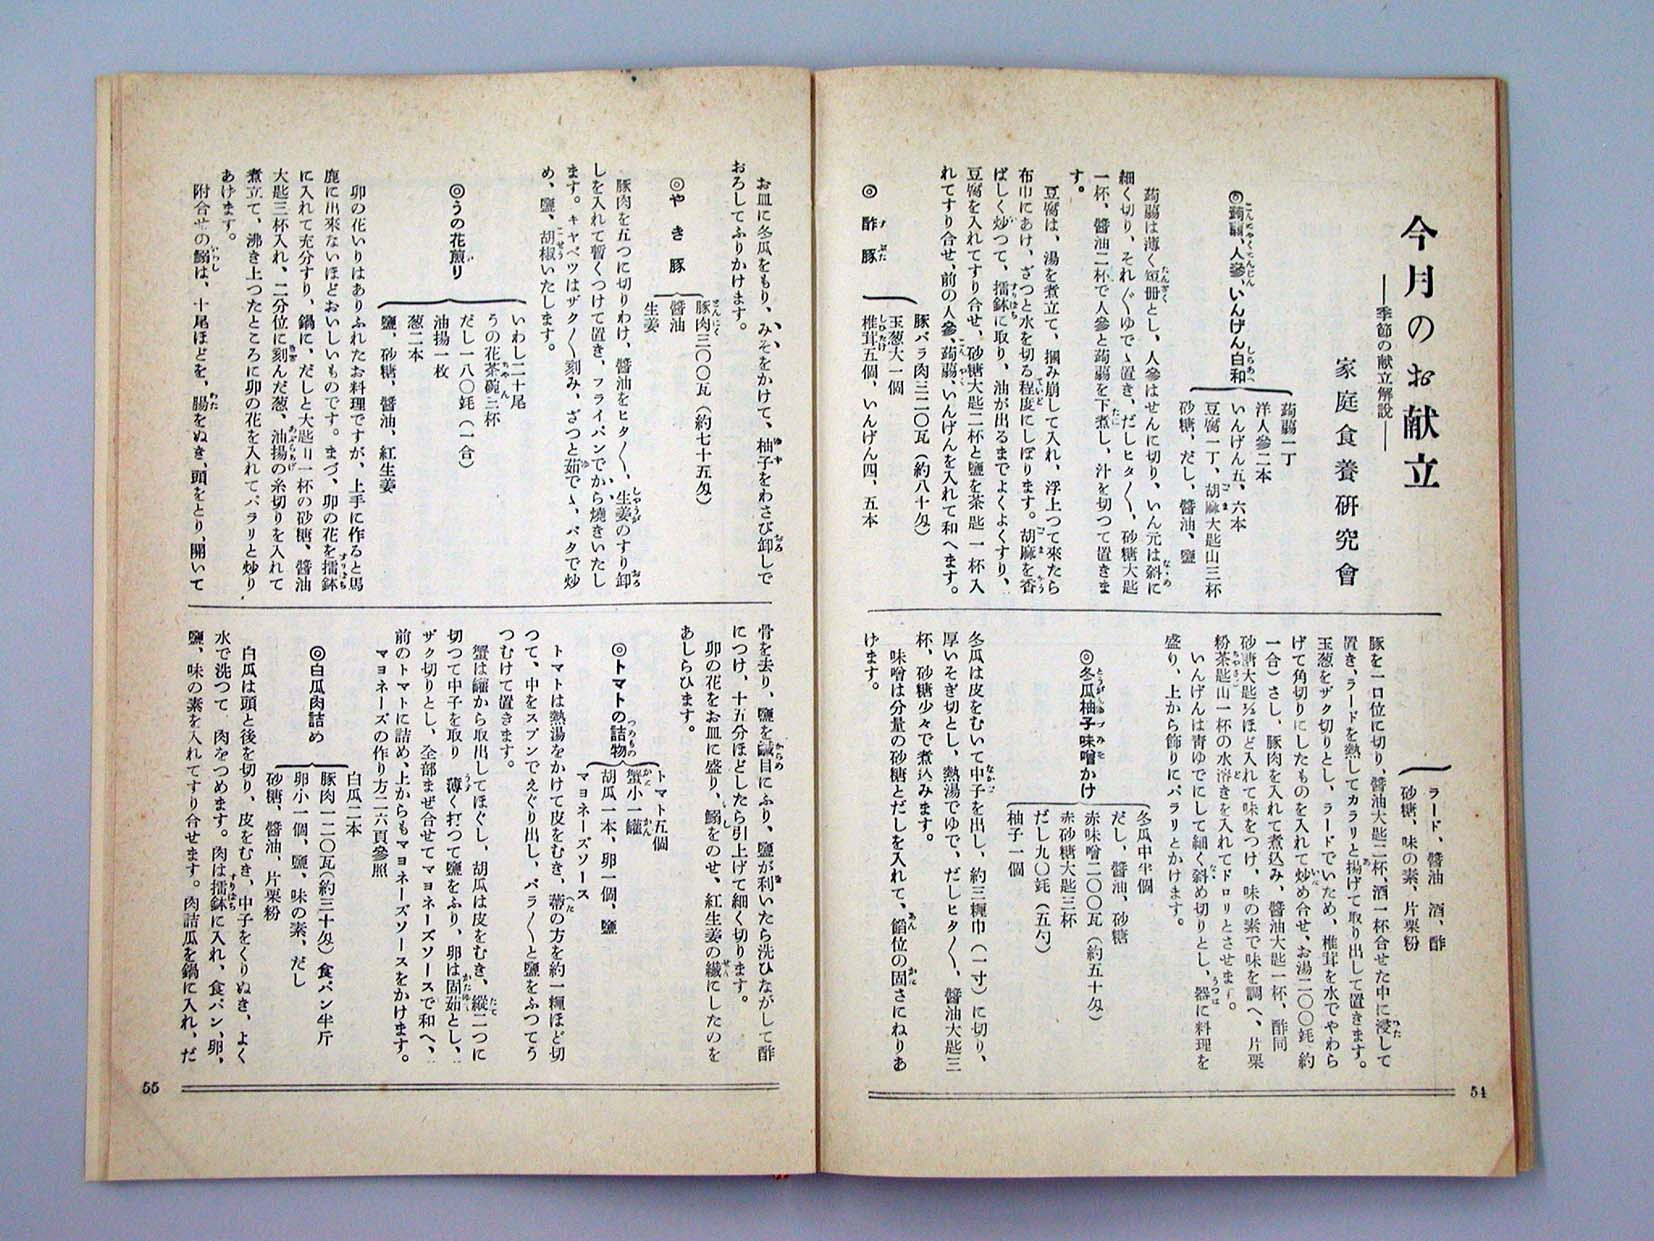 今月のお献立
――季節の献立解説――
家庭食養研究會
◎蒟蒻、人參、いんげん白和
蒟蒻一丁
洋人參二本
いんげん五、六本
豆腐一丁、胡麻大匙山三杯
砂糖、だし、醬油、鹽
蒟蒻は薄く短册とし、人參はせんに切り、いん元は斜に
細く切り、それ〴〵ゆでゝ置き、だしヒタ〳〵、砂糖大匙
一杯、醬油二杯で人參と蒟蒻を下煮し、汁を切つて置きま
す。
豆腐は、湯を煮立て、摑み崩して入れ、浮上つて來たら
布巾にあけ、ざつと水を切る程度にしぼります。胡麻を香
ばしく炒つて、擂鉢に取り、油が出るまでよくよくすり、
豆腐を入れてすり合せ、砂糖大匙二杯と鹽を茶匙一杯入
れてすり合せ、前の人參、蒟蒻、いんげんを入れて和へます。
◎酢豚
豚バラ肉三二〇瓦（約八十匁）
玉葱大一個
椎茸五個、いんげん四、五本
ラード、醬油、酒、酢
砂糖、味の素、片栗粉
豚を一口位に切り、醬油大匙二杯、酒一杯合せた中に浸して
置き、ラードを熱してカラリと揚げて取り出して置きます。
玉葱をザク切りとし、ラードでいため、椎茸を水でやわら
げて角切りにしたものを入れて炒め合せ、お湯二〇〇竓（約
一合）さし、豚肉を入れて煮込み、醬油大匙一杯、酢同
砂糖大匙⅔ほど入れて味をつけ、味の素で味を調へ、片栗
粉茶匙山一杯の水溶きを入れてドロリとさせます。
いんげんは靑ゆでにして細く斜め切りとし、器に料理を
盛り、上から飾りにパラリとかけます。
◎冬瓜柚子味噌かけ
冬瓜中半個
だし、醬油、砂糖
赤味噌二〇〇瓦（約五十匁）
赤砂糖大匙三杯
だし九〇竓（五勺）
柚子一個
冬瓜は皮をむいて中子を出し、約三糎巾（一寸）に切り、
厚いそぎ切とし、熱湯でゆで、だしヒタ〳〵、醬油大匙三
杯、砂糖少々で煮込みます。
味噌は分量の砂糖とだしを入れて、餡位の固さにねりあ
げます。
54
お皿に冬瓜をもり、みそをかけて、柚子をわさび卸しで
おろしてふりかけます。
◎やき豚
豚肉三〇〇瓦（約七十五匁）
醬油
生姜
豚肉を五つに切りわけ、醬油をヒタ〳〵、生姜のすり卸
しを入れて暫くつけて置き、フライパンでから燒きいたし
ます。キャベツはザク〳〵刻み、ざつと茹でゝ、バタで炒
め、鹽、胡椒いたします。
◎うの花煎り
いわし二十尾
うの花茶碗三杯
だし一八〇竓（一合）
油揚一枚
葱二本
鹽、砂糖、醬油、紅生姜
卯の花いりはありふれたお料理ですが、上手に作ると馬
鹿に出來ないほどおいしいものです。まづ、卯の花を擂鉢
に入れて充分すり、鍋に、だしと大匙山一杯の砂糖、醬油
大匙三杯入れ、二分位に刻んだ葱、油揚の糸切りを入れて
煮立て、沸き上つたところに卯の花を入れてパラリと炒り
あげます。
附合せの鰯は、十尾ほどを、腸をぬき、頭をとり、開いて
骨を去り、鹽を鹹目にふり、鹽が利いたら洗ひながして酢
につけ、十五分ほどしたら引上げて細く切ります。
卯の花をお皿に盛り、鰯をのせ、紅生姜の纎にしたのを
あしらひます。
◎トマトの詰物
トマト五個
蟹小一罐
胡瓜一本、卵一個、鹽
マヨネーズソース
トマトは熱湯をかけて皮をむき、蔕の方を約一糎ほど切
つて、中をスプンでえぐり出し、パラ〳〵と鹽をふつてう
つむけて置きます。
蟹は罐から取出してほぐし、胡瓜は皮をむき、縱二つに
切つて中子を取り薄く打つて鹽をふり、卵は固茹とし、
ザク切りとし、全部まぜ合せてマヨネーズソースで和へ、
前のトマトに詰め、上からもマヨネーズソースをかけます。
マヨネーズの作り方二六頁參照
◎白瓜肉詰め
白瓜二本
豚肉一二〇瓦（約三十匁）食パン半斤
卵小一個、鹽、味の素、だし
砂糖、醬油、片栗粉
白瓜は頭と後を切り、皮をむき、中子をくりぬき、よく
水で洗つて、肉をつめます。肉は擂鉢に入れ、食パン、卵、
鹽、味の素を入れてすり合せます。肉詰瓜を鍋に入れ、だ
55